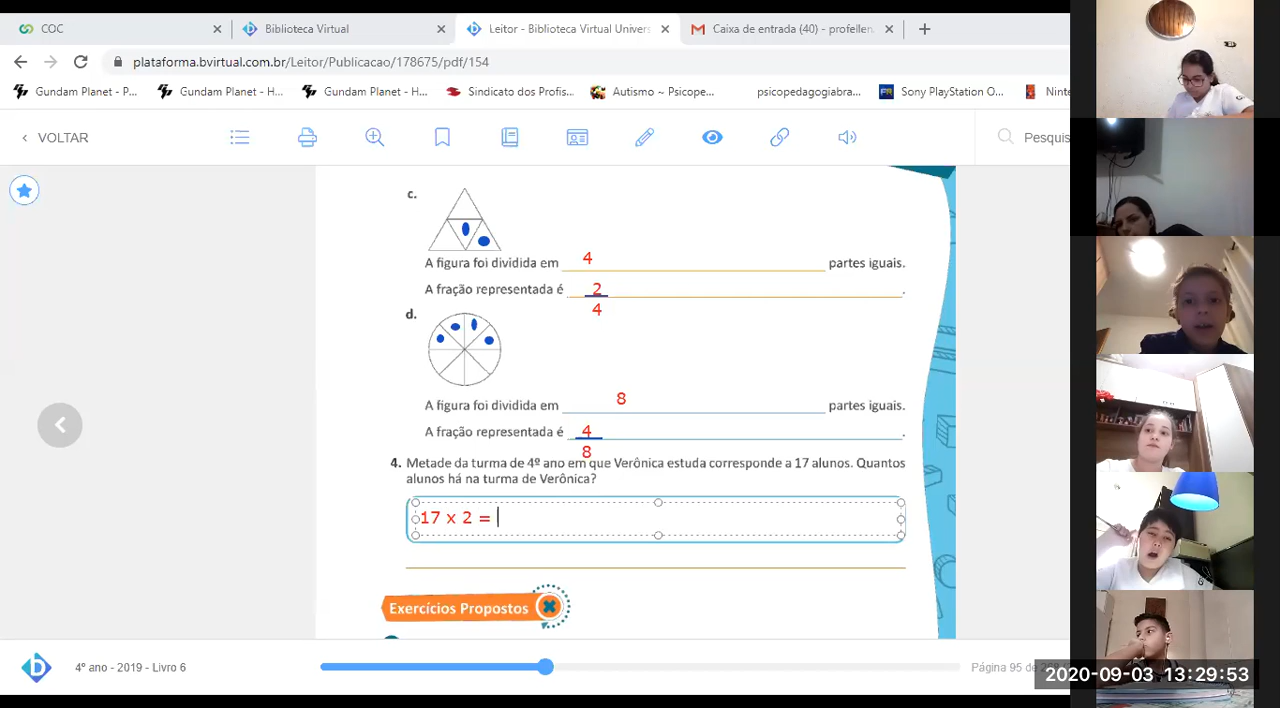 COC
Biblioteca Virtual
Leitor - Biblioteca Virtual Univers
Caixa de entrada (40) - profellen
plataforma.bvirtual.com.br/Leitor/Publicacao/178675/pdf/154
Gundam Planet - P...
Gundam Planet - H...
Gundam Planet - H...
Sindicato dos Profis...
Autismo ~ Psicope...
psicopedagogiabra...
Sony PlayStation O...
Ninte
VOLTAR
Pesquis
c.
A figura foi dividida em 4 partes iguais.
A fração representada é 2
4 .
d.
A figura foi dividida em 8 partes iguais.
A fração representada é 4
8 .
4. Metade da turma de 4º ano em que Verônica estuda corresponde a 17 alunos. Quantos
alunos há na turma de Verônica?
17 x 2 =
Exercícios Propostos
4º ano - 2019 - Livro 6
Página 95 de
2020-09-03 13:29:53